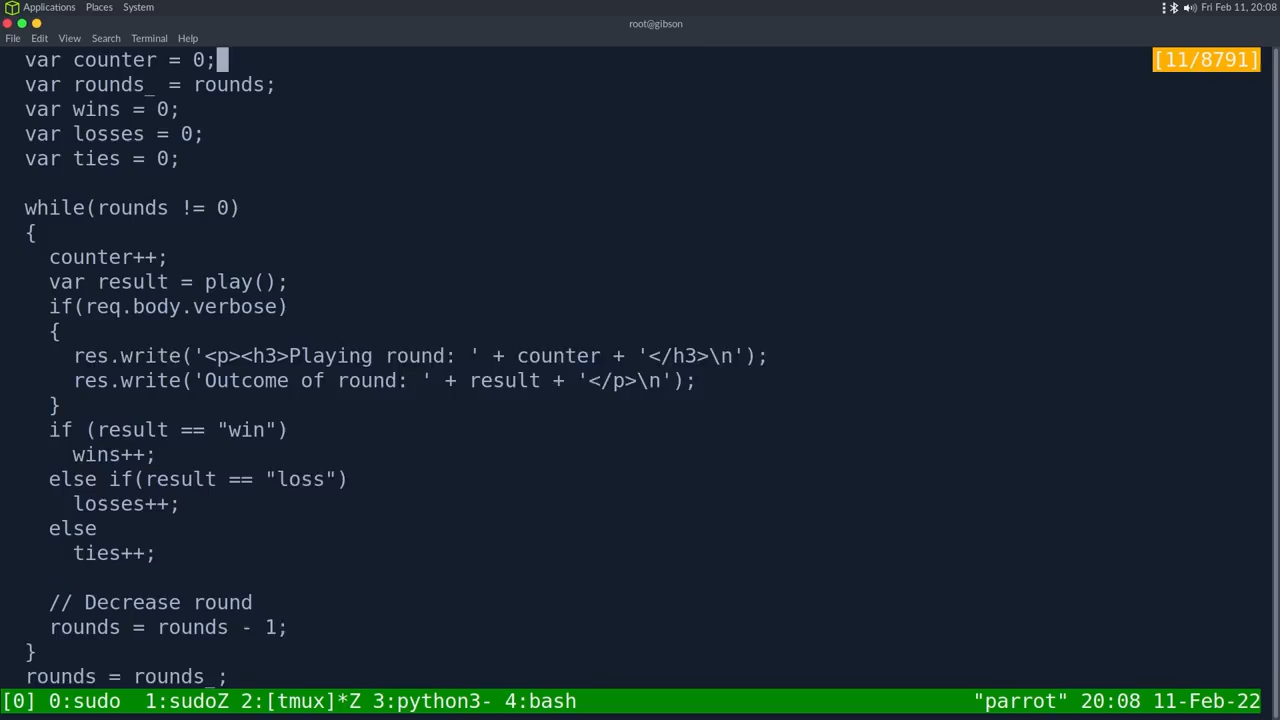 Applications Places System
Fri Feb 11, 20:08
root@gibson
File Edit View Search Terminal Help
var counter = 0;
[11/8791]
var rounds_ = rounds;
var wins = 0;
var losses = 0;
var ties = 0;
while(rounds != 0)
{
counter++;
var result = play();
if(req.body.verbose)
{
res.write('<p><h3>Playing round: ' + counter + '</h3>\n');
res.write('Outcome of round: ' + result + '</p>\n');
}
if (result == "win")
wins++;
else if(result == "loss")
losses++;
else
ties++;
// Decrease round
rounds = rounds - 1;
}
rounds = rounds_;
[0] 0:sudo 1:sudoZ 2:[tmux]*Z 3:python3- 4:bash "parrot" 20:08 11-Feb-22